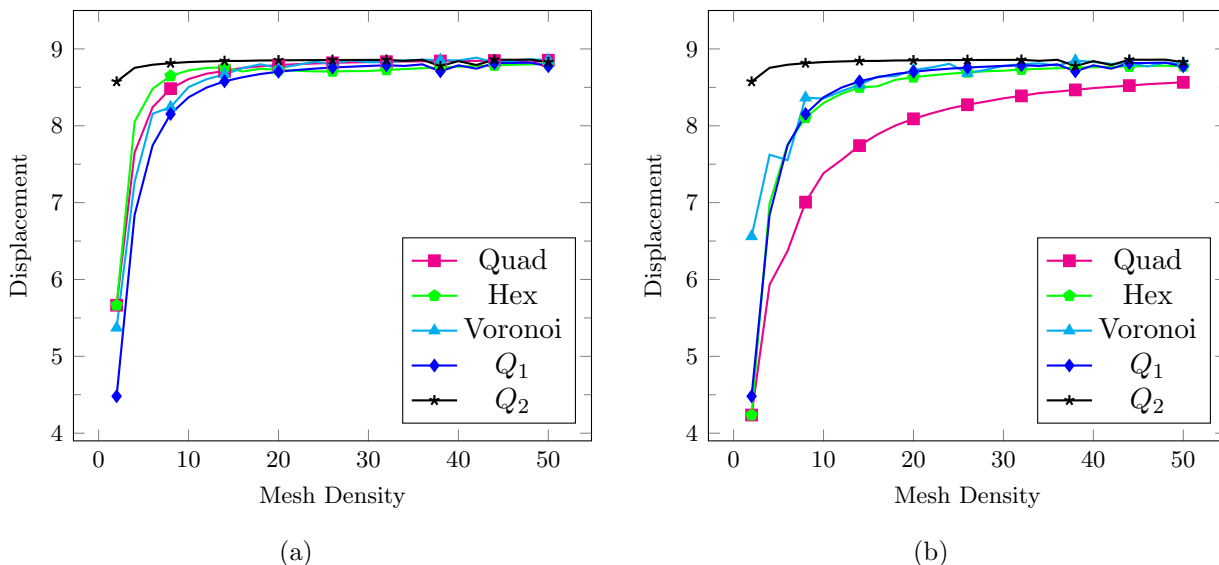 9
8
7
6
5
4
Displacement
0 10 20 30 40 50
Mesh Density
Quad
Hex
Voronoi
Q1
Q2
(a)
9
8
7
6
5
4
Displacement
0 10 20 30 40 50
Mesh Density
Quad
Hex
Voronoi
Q1
Q2
(b)